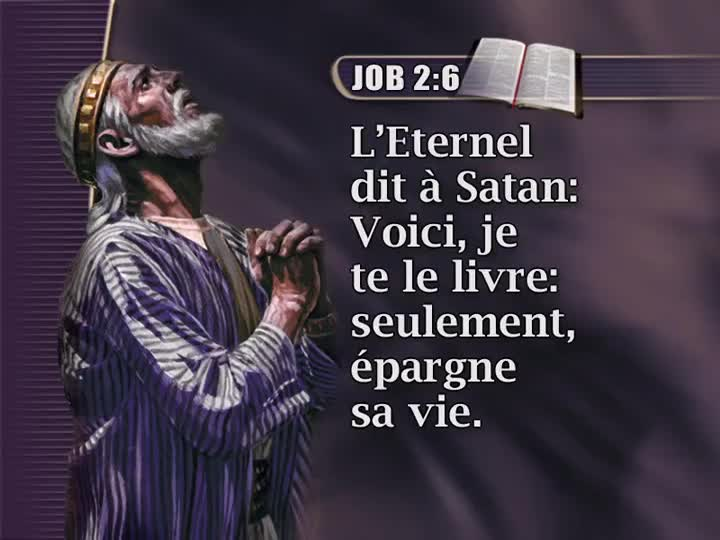 JOB 2:6
L’Eternel
dit à Satan:
Voici, je
te le livre:
seulement,
épargne
sa vie.